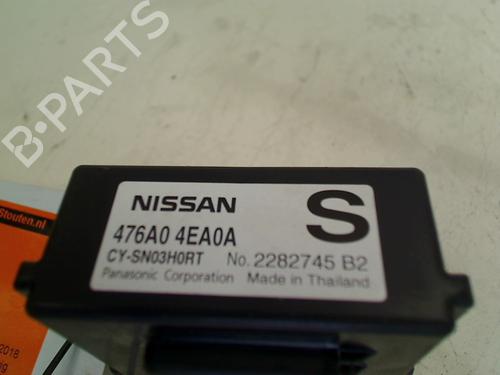 B-PARTS
NISSAN
S
476A0 4EA0A
CY-SN03H0RT No. 2282745 B2
Panasonic Corporation Made in Thailand
Stouten.nl
2018